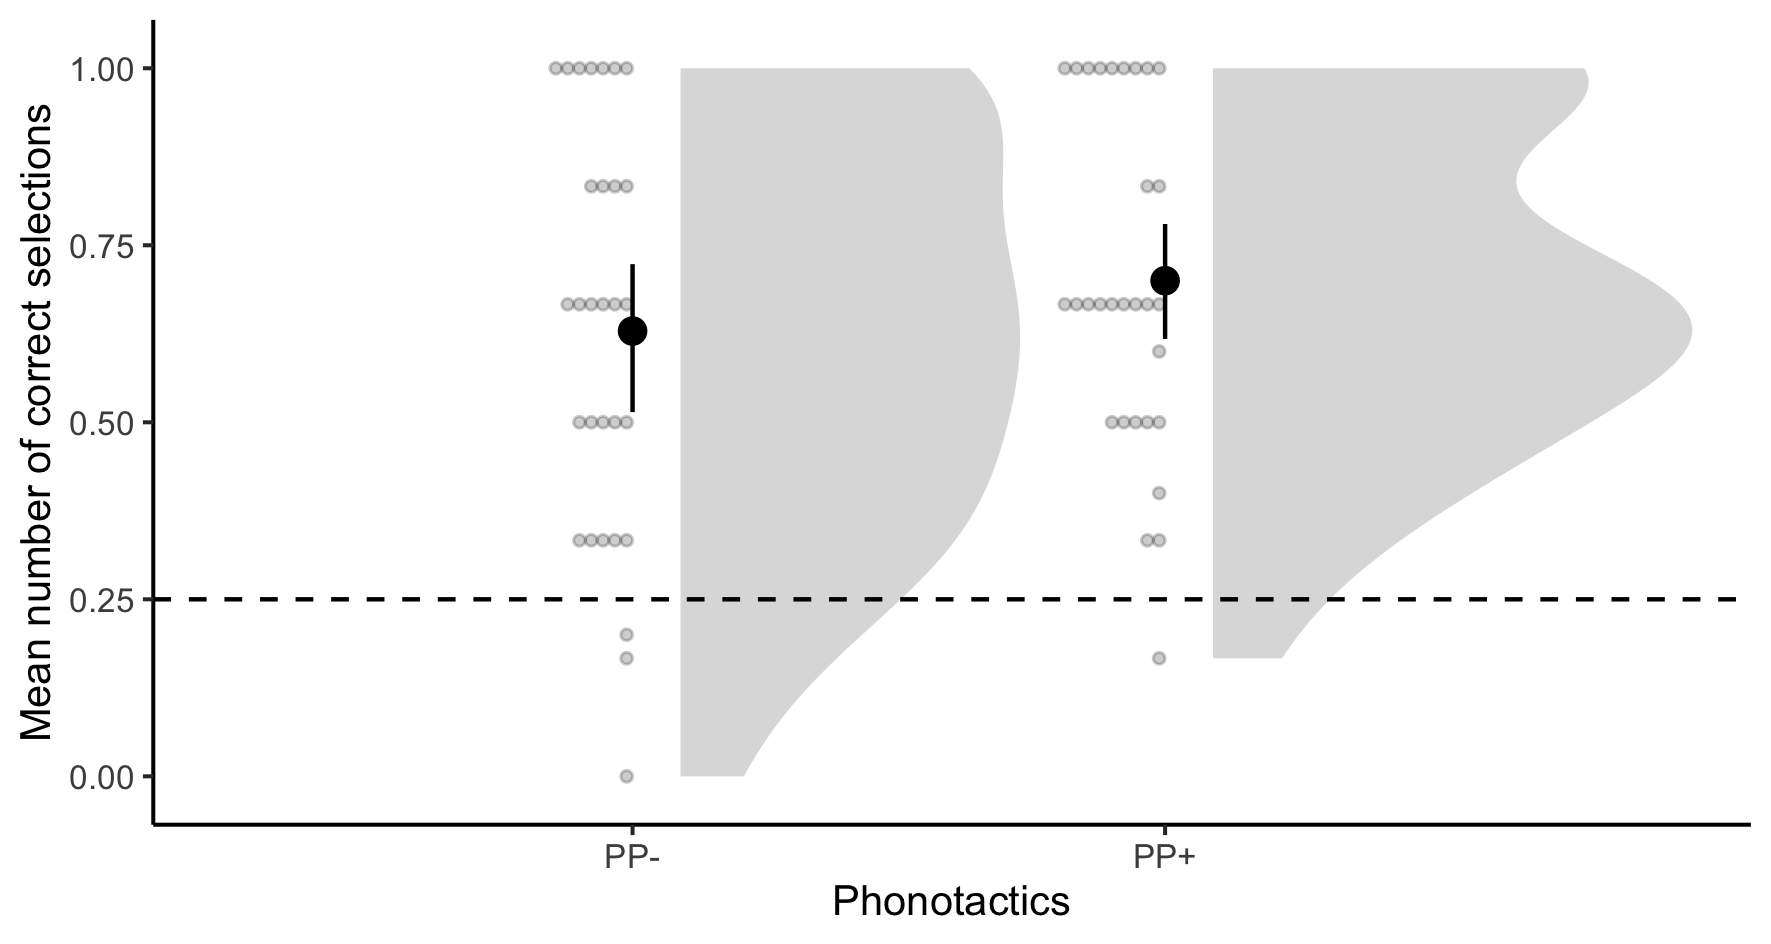 Mean number of correct selections
1.00
0.75
0.50
0.25
0.00
PP-
PP+
Phonotactics